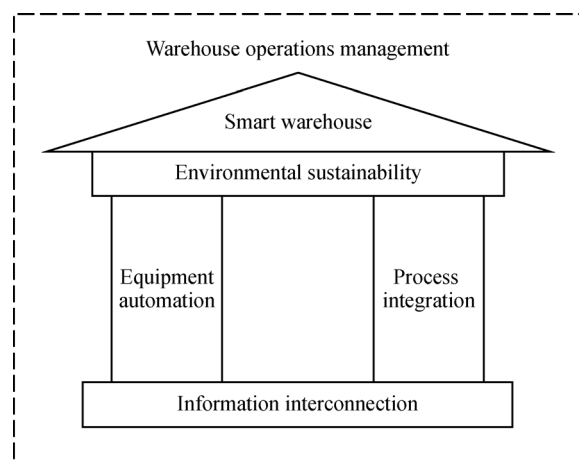 Warehouse operations management
Smart warehouse
Environmental sustainability
Equipment
automation
Process
integration
Information interconnection